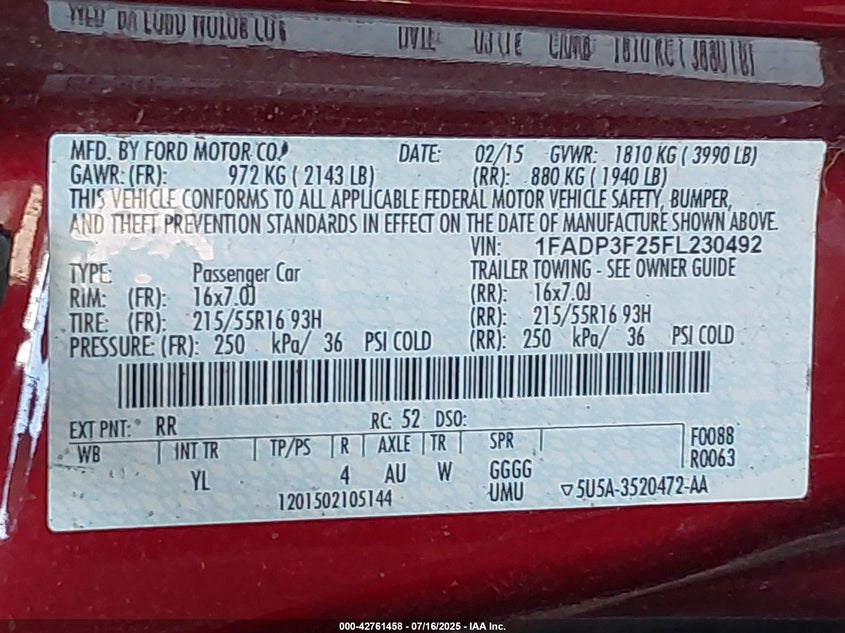 MFD. BY FORD MOTOR CO. DATE: 02/15 GVWR: 1810 KG ( 3990 LB)
GAWR: (FR): 972 KG ( 2143 LB) (RR): 880 KG ( 1940 LB)
THIS VEHICLE CONFORMS TO ALL APPLICABLE FEDERAL MOTOR VEHICLE SAFETY, BUMPER,
AND THEFT PREVENTION STANDARDS IN EFFECT ON THE DATE OF MANUFACTURE SHOWN ABOVE.
VIN: 1FADP3F25FL230492
TYPE: Passenger Car TRAILER TOWING - SEE OWNER GUIDE
RIM: (FR): 16x7.0J (RR): 16x7.0J
TIRE: (FR): 215/55R16 93H (RR): 215/55R16 93H
PRESSURE: (FR): 250 kPa/ 36 PSI COLD (RR): 250 kPa/ 36 PSI COLD
EXT PNT: RR RC: 52 DSO:
WB INT TR TP/PS R AXLE TR SPR F0088
YL 4 AU W GGGG R0063
1201502105144 UMU ▽5U5A-3520472-AA
000-42761458 - 07/16/2025 - IAA Inc.